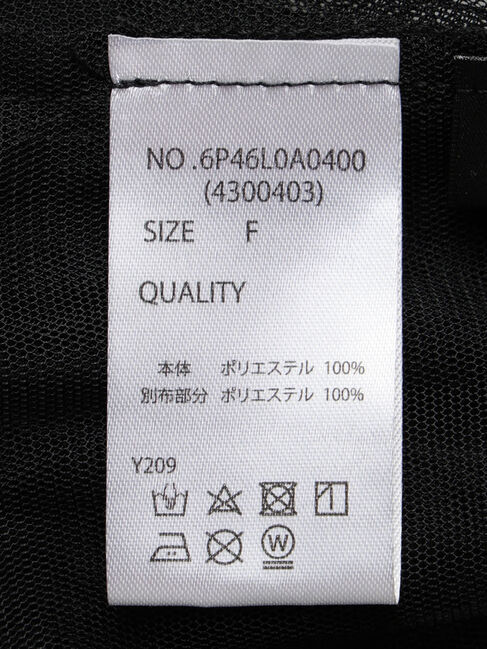 NO .6P46L0A0400
(4300403)
SIZE F
QUALITY
本体 ポリエステル 100%
別布部分 ポリエステル 100%
Y209
W